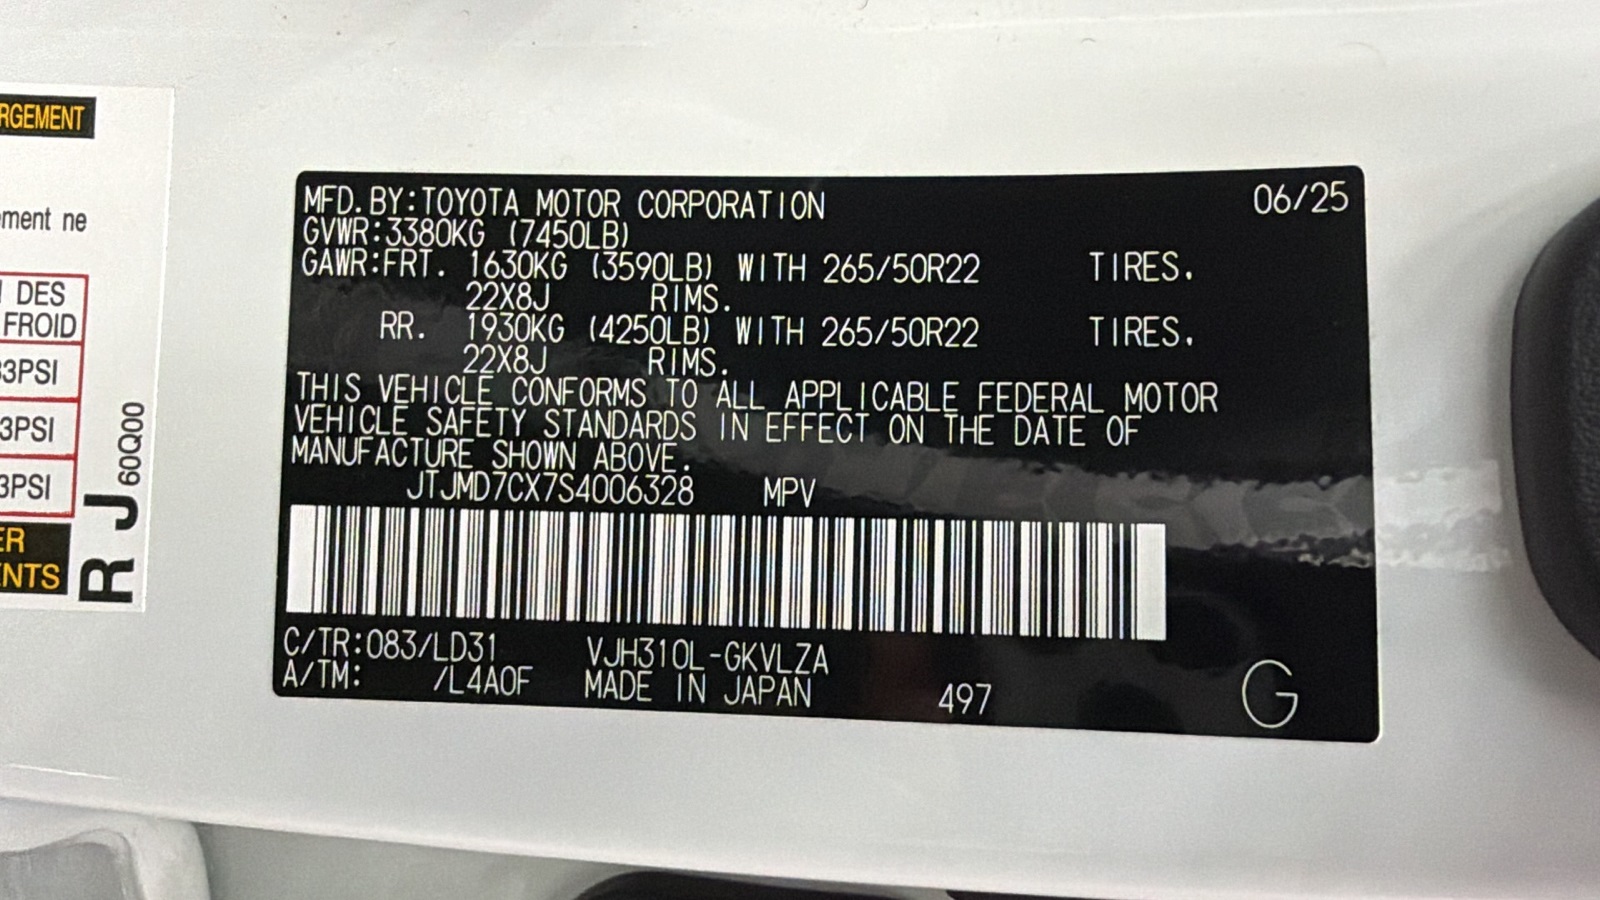 RGEMENT
ement ne
DES
FROID
3PSI
3PSI
3PSI
ER
ENTS
RJ 60Q00
MFD.BY:TOYOTA MOTOR CORPORATION 06/25
GVWR:3380KG (7450LB)
GAWR:FRT. 1630KG (3590LB) WITH 265/50R22 TIRES.
22X8J RIMS.
RR. 1930KG (4250LB) WITH 265/50R22 TIRES.
22X8J RIMS.
THIS VEHICLE CONFORMS TO ALL APPLICABLE FEDERAL MOTOR
VEHICLE SAFETY STANDARDS IN EFFECT ON THE DATE OF
MANUFACTURE SHOWN ABOVE.
JTJMD7CX7S4006328 MPV
C/TR:083/LD31 VJH310L-GKVLZA
A/TM: /L4A0F MADE IN JAPAN 497 G